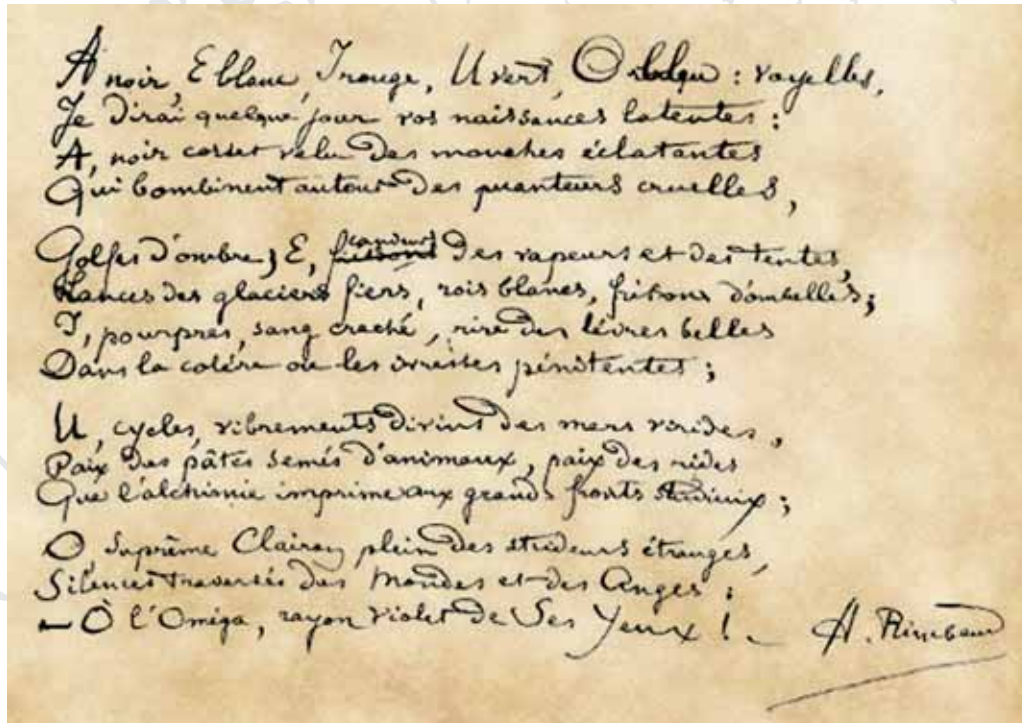 A noir, E blanc, I rouge, U vert, O bleu : voyelles,
Je dirai quelque jour vos naissances latentes :
A, noir corset velu des mouches éclatantes
Qui bombinent autour des puanteurs cruelles,
Golfes d'ombre ; E, frissons candeurs des vapeurs et des tentes,
Lances des glaciers fiers, rois blancs, frissons d'ombelles ;
I, pourpres, sang craché, rire des lèvres belles
Dans la colère ou les ivresses pénitentes ;
U, cycles, vibrements divins des mers virides,
Paix des pâtis semés d'animaux, paix des rides
Que l'alchimie imprime aux grands fronts studieux ;
O, Suprême Clairon plein des strideurs étranges,
Silences traversés des Mondes et des Anges :
– Ô l'Oméga, rayon violet de Ses Yeux ! –
A. Rimbaud